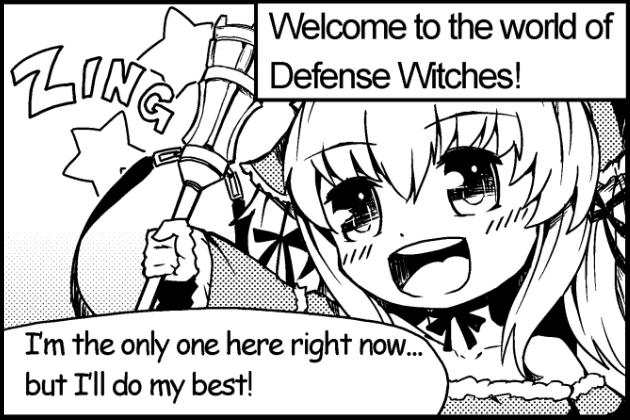 Welcome to the world of
Defense Witches!
ZING
I'm the only one here right now...
but I'll do my best!